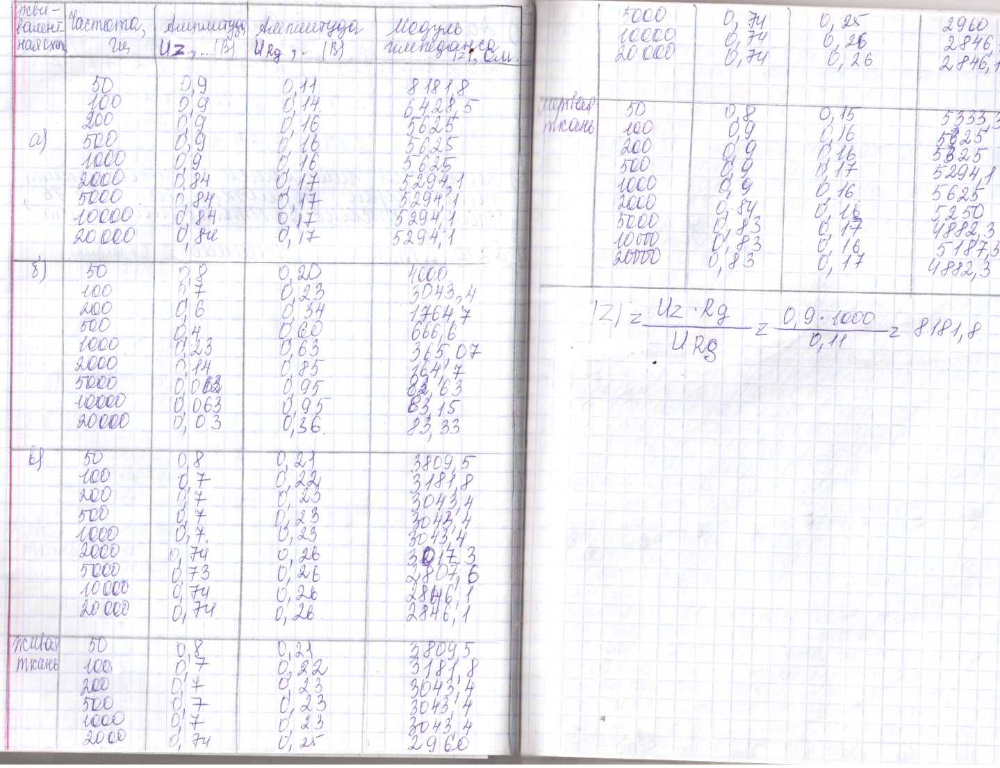 Экви- Частота, Амплитуда Амплитуда Модуль
валент- Гц Uz, ..(В) URg, .. (В) импеданса
ная схема |Z|, Ом.
50 0,9 0,11 8181,8
100 0,9 0,14 6428,5
200 0,9 0,16 5625
а) 500 0,9 0,16 5625
1000 0,9 0,16 5625
2000 0,84 0,17 5294,1
5000 0,84 0,17 5294,1
10000 0,84 0,17 5294,1
20000 0,84 0,17 5294,1
б) 50 0,8 0,20 4000
100 0,7 0,23 3043,4
200 0,6 0,34 1764,7
500 0,4 0,60 666,6
1000 0,23 0,63 365,07
2000 0,14 0,85 164,7
5000 0,95 82,63
10000 0,063 0,95 63,15
20000 0,03 0,36 83,33
в) 50 0,8 0,21 3809,5
100 0,7 0,22 3181,8
200 0,7 0,23 3043,4
500 0,7 0,23 3043,4
1000 0,7 0,23 3043,4
2000 0,74 0,26 3017,3
5000 0,73 0,26 2807,6
10000 0,74 0,26 2846,1
20000 0,74 0,26 2846,1
живая 50 0,8 0,21 3809,5
ткань 100 0,7 0,22 3181,8
200 0,7 0,23 3043,4
500 0,7 0,23 3043,4
1000 0,7 0,23 3043,4
2000 0,74 0,25 2960
5000 0,74 0,25 2960
10000 0,74 0,26 2846,
20000 0,74 0,26 2846,1
мертвая 50 0,8 0,15 5333,3
ткань 100 0,9 0,16 5625
200 0,9 0,16 5625
500 0,9 0,17 5294,1
1000 0,9 0,16 5625
2000 0,84 0,16 5250
5000 0,83 0,17 4882,3
10000 0,83 0,16 5187,3
20000 0,83 0,17 4882,3
|Z| = Uz·Rg / URg = 0,9·1000 / 0,11 = 8181,8